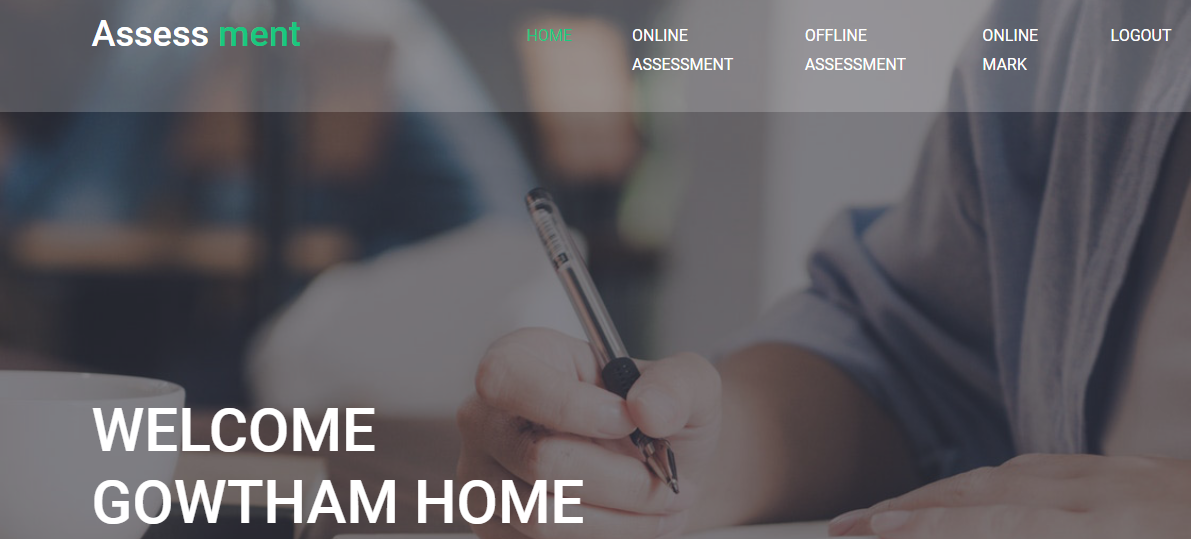 Assess ment
HOME
ONLINE
ASSESSMENT
OFFLINE
ASSESSMENT
ONLINE
MARK
LOGOUT
WELCOME
GOWTHAM HOME